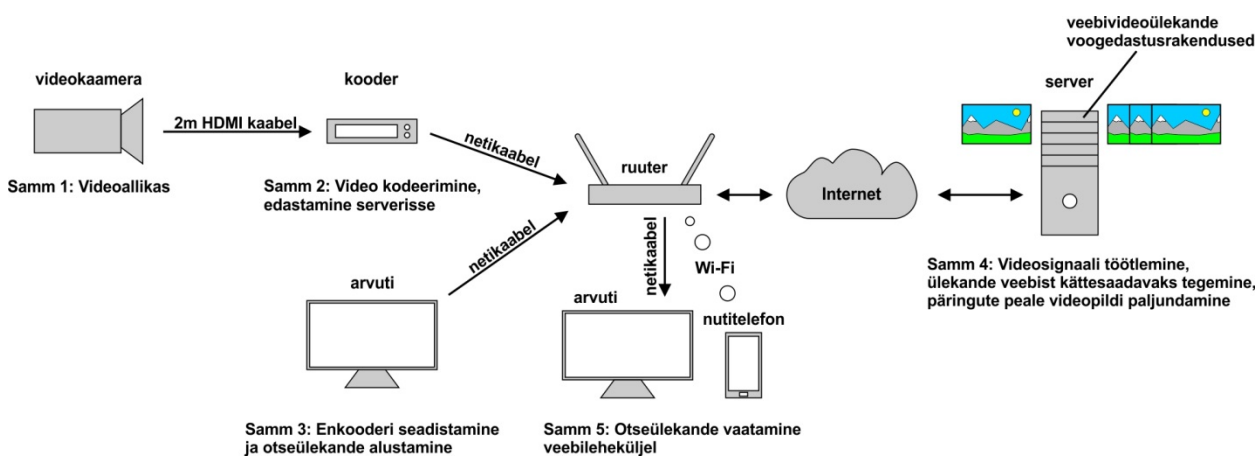 videokaamera
2m HDMI kaabel
Samm 1: Videoallikas
kooder
netikaabel
Samm 2: Video kodeerimine,
edastamine serverisse
ruuter
Internet
veebivideoülekande
voogedastusrakendused
server
Samm 4: Videosignaali töötlemine,
ülekande veebist kättesaadavaks tegemine,
päringute peale videopildi paljundamine
arvuti
netikaabel
Samm 3: Enkooderi seadistamine
ja otseülekande alustamine
netikaabel
Wi-Fi
arvuti
nutitelefon
Samm 5: Otseülekande vaatamine
veebileheküljel